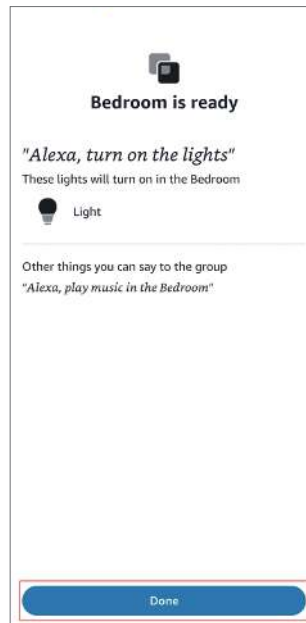 Bedroom is ready
"Alexa, turn on the lights"
These lights will turn on in the Bedroom
Light
Other things you can say to the group
"Alexa, play music in the Bedroom"
Done